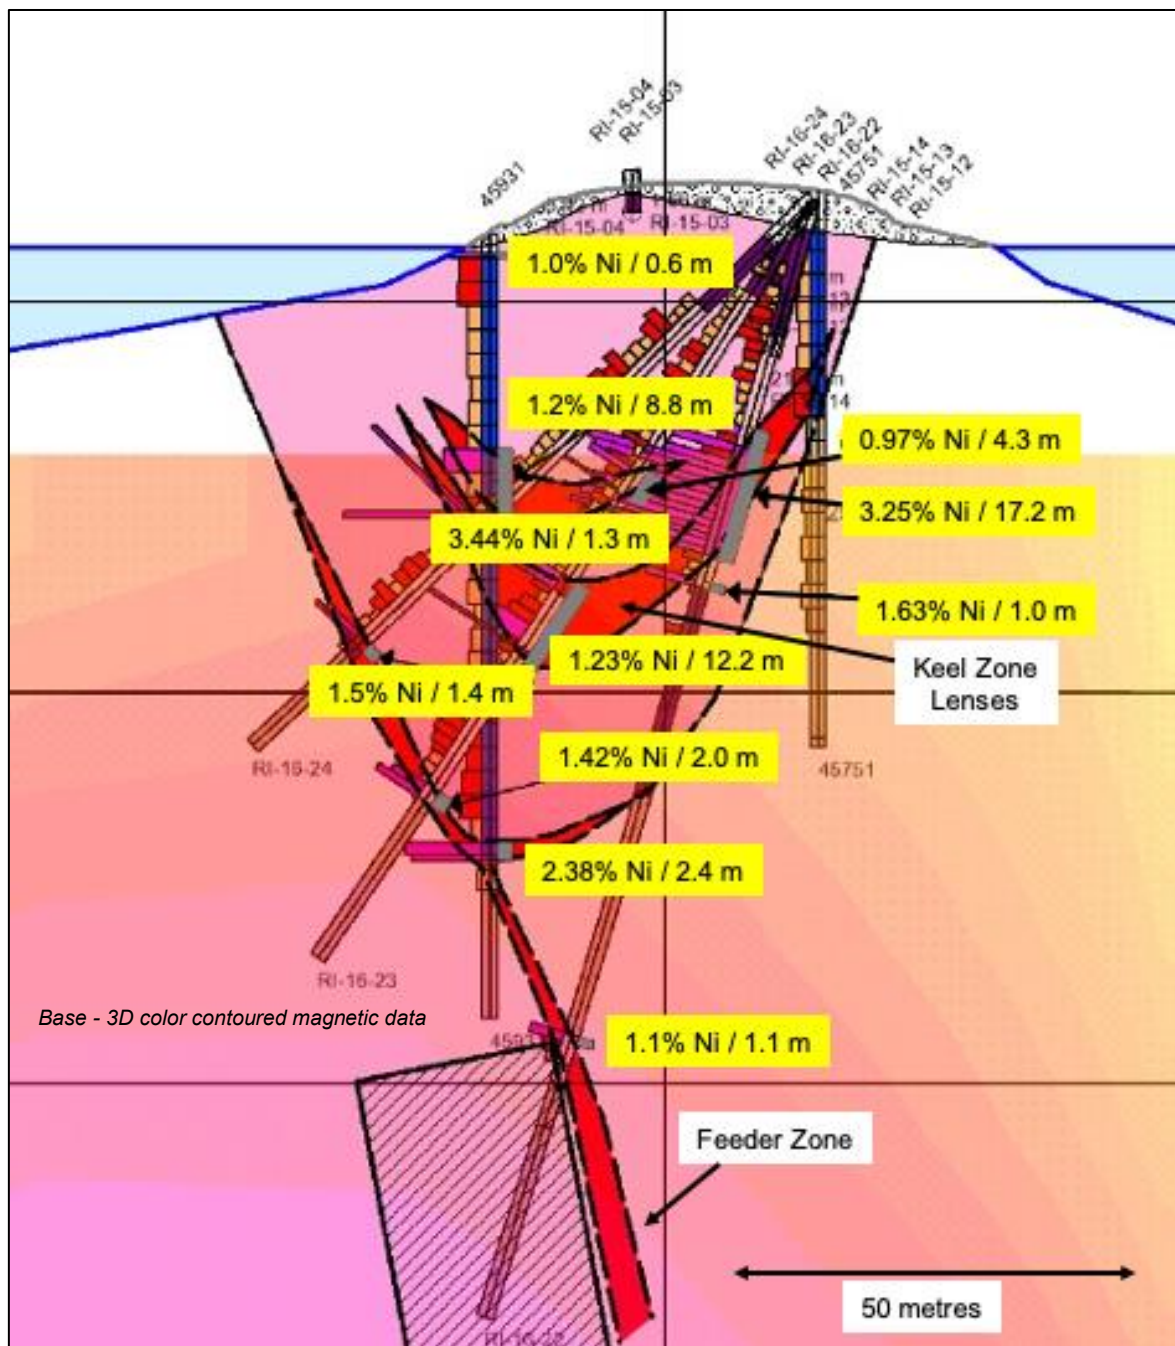 RI-15-04
RI-15-03
RI-16-24
RI-16-23
RI-16-22
45751
RI-15-14
RI-15-13
RI-15-12
45931
RI-15-04
RI-15-03
1.0% Ni / 0.6 m
1.2% Ni / 8.8 m
0.97% Ni / 4.3 m
3.25% Ni / 17.2 m
3.44% Ni / 1.3 m
1.63% Ni / 1.0 m
1.23% Ni / 12.2 m
Keel Zone
Lenses
1.5% Ni / 1.4 m
1.42% Ni / 2.0 m
RI-16-24
45751
2.38% Ni / 2.4 m
RI-16-23
Base - 3D color contoured magnetic data
1.1% Ni / 1.1 m
Feeder Zone
50 metres
RI-16-22